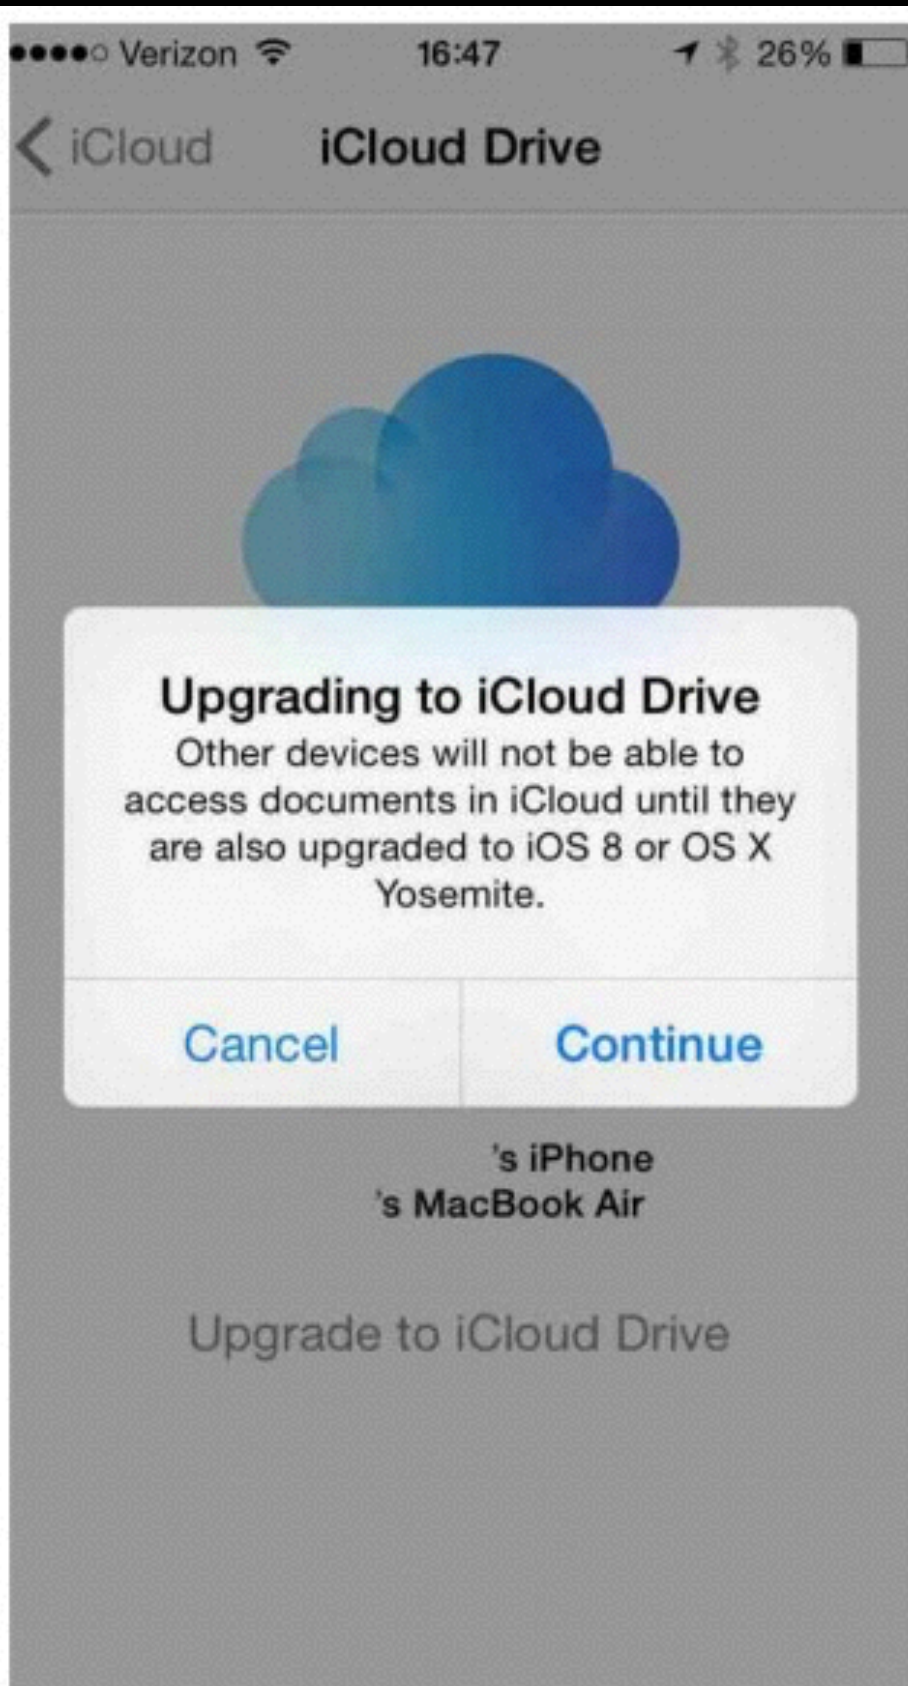 Verizon 16:47 26%
iCloud iCloud Drive
Upgrading to iCloud Drive
Other devices will not be able to
access documents in iCloud until they
are also upgraded to iOS 8 or OS X
Yosemite.
Cancel Continue
's iPhone
's MacBook Air
Upgrade to iCloud Drive